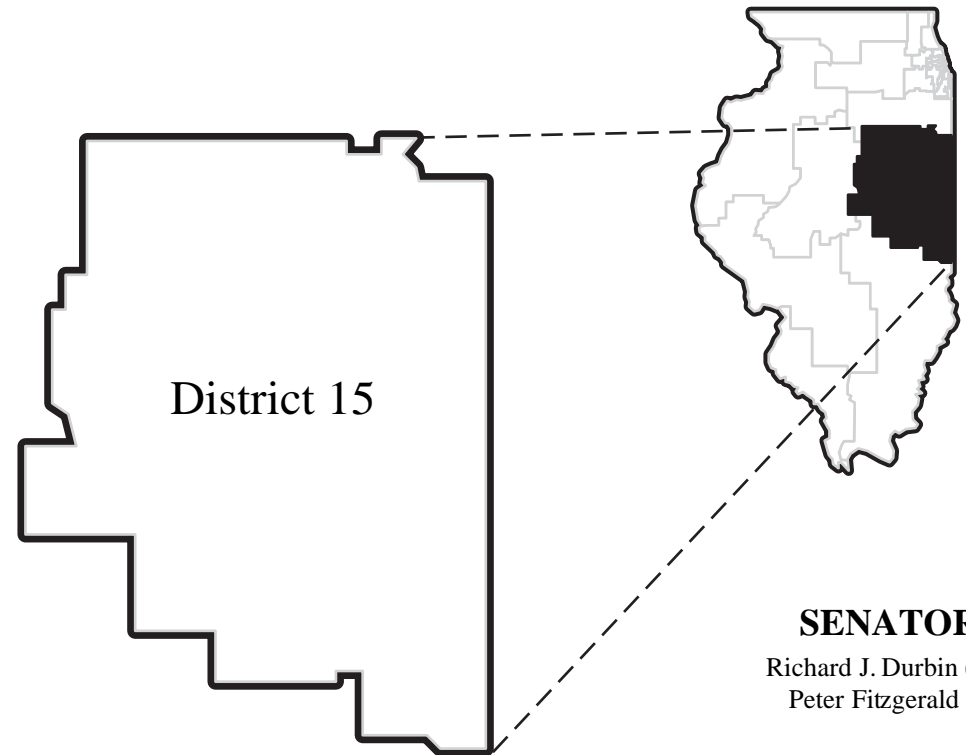 District 15
SENATOR
Richard J. Durbin (
Peter Fitzgerald